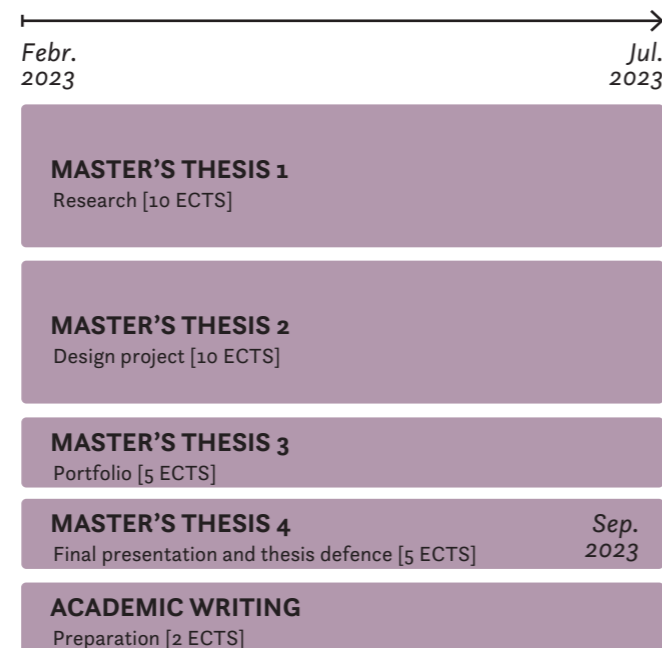 Febr.
2023
Jul.
2023
MASTER’S THESIS 1
Research [10 ECTS]
MASTER’S THESIS 2
Design project [10 ECTS]
MASTER’S THESIS 3
Portfolio [5 ECTS]
MASTER’S THESIS 4
Final presentation and thesis defence [5 ECTS]
Sep.
2023
ACADEMIC WRITING
Preparation [2 ECTS]